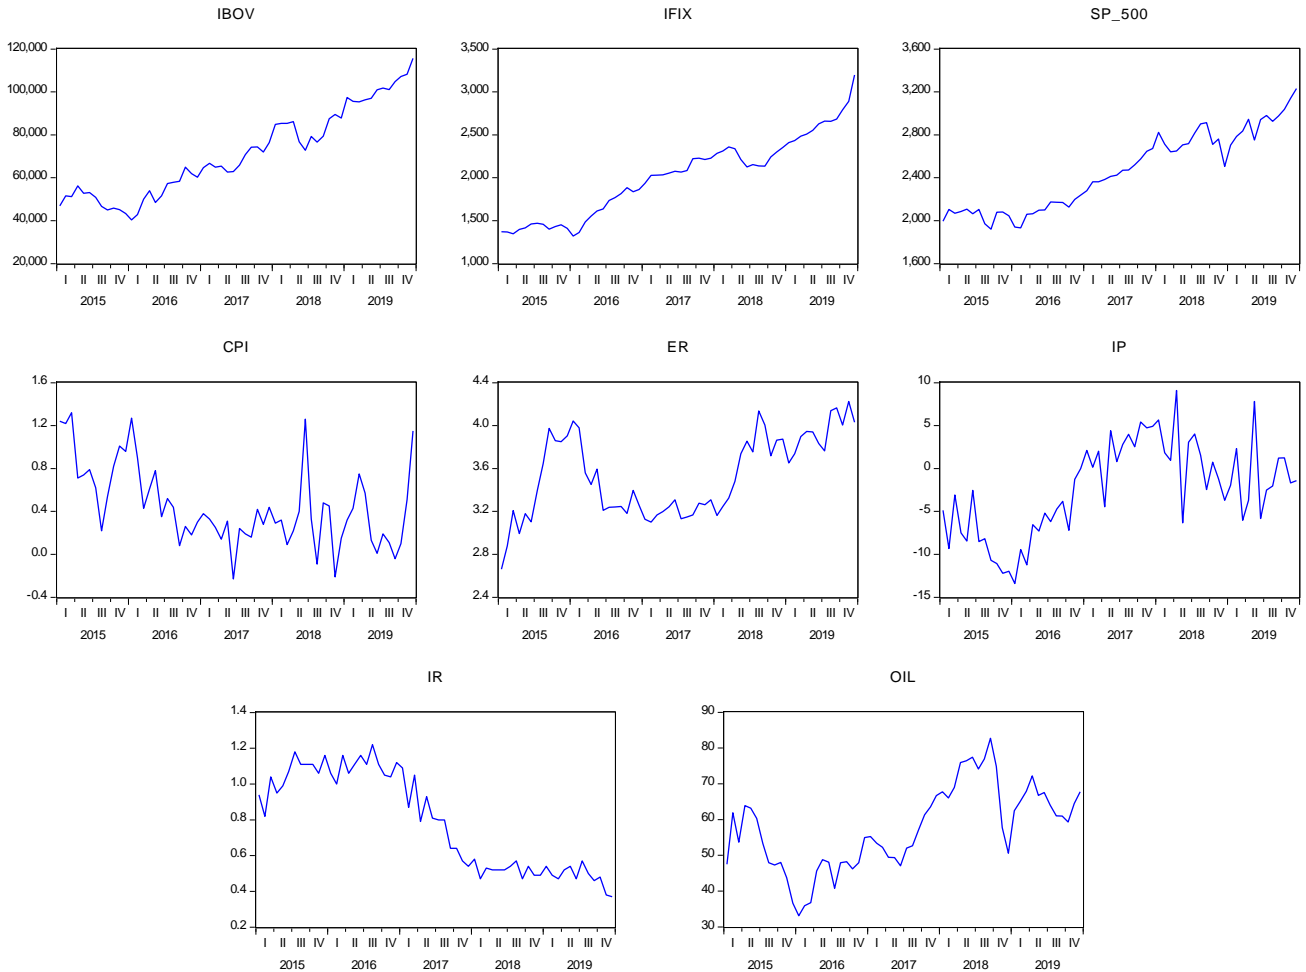 IBOV IFIX SP_500
120,000 3,500 3,600
100,000 3,000 3,200
80,000 2,500 2,800
60,000 2,000 2,400
40,000 1,500 2,000
20,000 1,000 1,600
I II III IV I II III IV I II III IV I II III IV I II III IV I II III IV I II III IV I II III IV I II III IV I II III IV I II III IV I II III IV I II III IV I II III IV I II III IV
2015 2016 2017 2018 2019 2015 2016 2017 2018 2019 2015 2016 2017 2018 2019
CPI ER IP
1.6 4.4 10
1.2 4.0 5
0.8 3.6 0
0.4 3.2 -5
0.0 2.8 -10
-0.4 2.4 -15
I II III IV I II III IV I II III IV I II III IV I II III IV I II III IV I II III IV I II III IV I II III IV I II III IV I II III IV I II III IV I II III IV I II III IV I II III IV
2015 2016 2017 2018 2019 2015 2016 2017 2018 2019 2015 2016 2017 2018 2019
IR OIL
1.4 90
1.2 80
1.0 70
0.8 60
0.6 50
0.4 40
0.2 30
I II III IV I II III IV I II III IV I II III IV I II III IV I II III IV I II III IV I II III IV I II III IV I II III IV
2015 2016 2017 2018 2019 2015 2016 2017 2018 2019